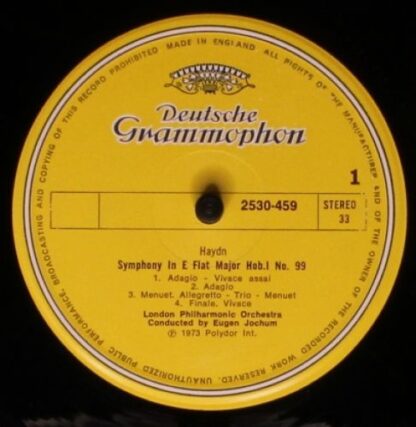 MADE IN ENGLAND ALL RIGHTS OF THE MANUFACTURER AND OF THE OWNER OF THE RECORDED WORK RESERVED. UNAUTHORIZED PUBLIC PERFORMANCE, BROADCASTING AND COPYING OF THIS RECORD PROHIBITED
Deutsche
Grammophon
1
2530-459
STEREO
33
Haydn
Symphony In E Flat Major Hob.I No. 99
1. Adagio - Vivace assai
2. Adagio
3. Menuet. Allegretto - Trio - Menuet
4. Finale. Vivace
London Philharmonic Orchestra
Conducted by Eugen Jochum
℗ 1973 Polydor Int.